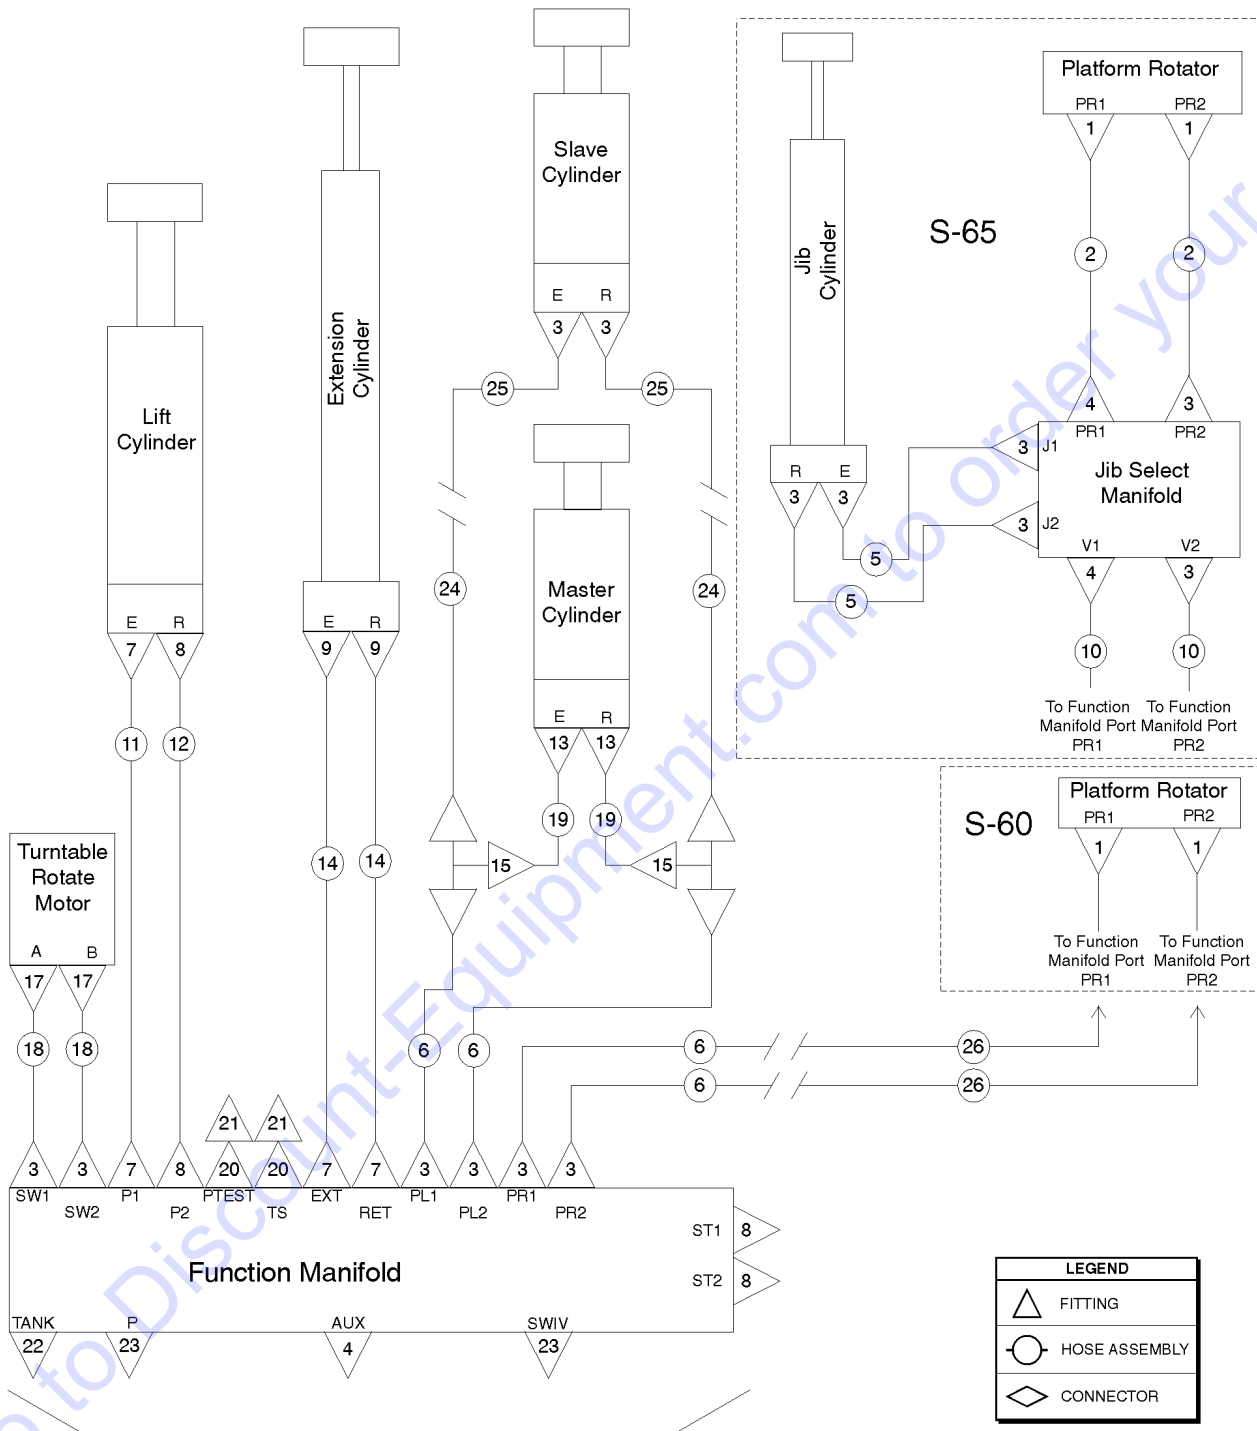 Slave
Cylinder
E R
3 3
25 25
Extension
Cylinder
E R
9 9
14 14
Lift
Cylinder
E R
7 8
11 12
24 24
Master
Cylinder
E R
13 13
19 19
15 15
Turntable
Rotate
Motor
A B
17 17
18 18
S-65
Platform Rotator
PR1 PR2
1 1
2 2
4 3
PR1 PR2
Jib
Cylinder
R E
3 3
5
5
3 J1
3 J2
Jib Select
Manifold
V1 V2
4 3
10 10
To Function
Manifold Port
PR1
To Function
Manifold Port
PR2
S-60
Platform Rotator
PR1 PR2
1 1
To Function
Manifold Port
PR1
To Function
Manifold Port
PR2
6 6
6 26
6 26
21 21
3 3 7 8 20 20 7 7 3 3 3 3
SW1 P1 PTEST EXT PL1 PR1
SW2 P2 TS RET PL2 PR2
ST1 8
ST2 8
Function Manifold
TANK P AUX SWIV
22 23 4 23
LEGEND
FITTING
HOSE ASSEMBLY
CONNECTOR
to Discount-Equipment.com to order your